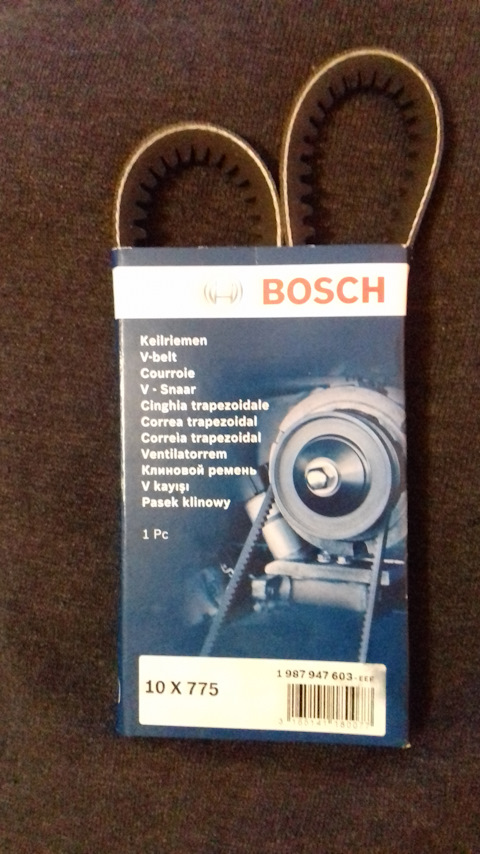 BOSCH
Keilriemen
V-belt
Courroie
V - Snaar
Cinghia trapezoidale
Correa trapezoidal
Correia trapezoidal
Ventilatorrem
Клиновой ремень
V kayışı
Pasek klinowy
1 Pc
1 987 947 603-EEE
10 X 775